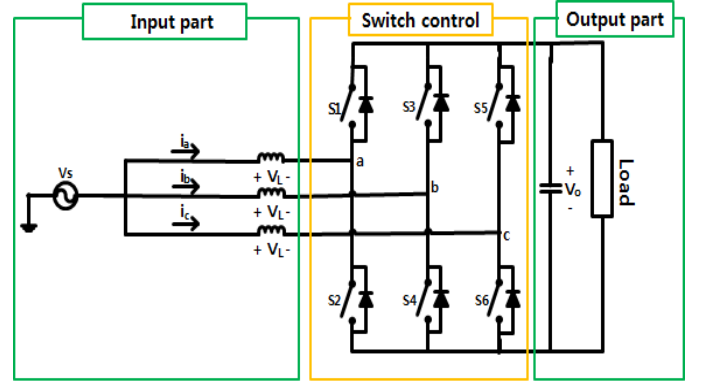 Input part
Switch control
Output part
S1
S3
S5
ia
a
Vs
+ VL -
ib
b
+ VL -
ic
c
+ VL -
+
Vo
-
Load
S2
S4
S6